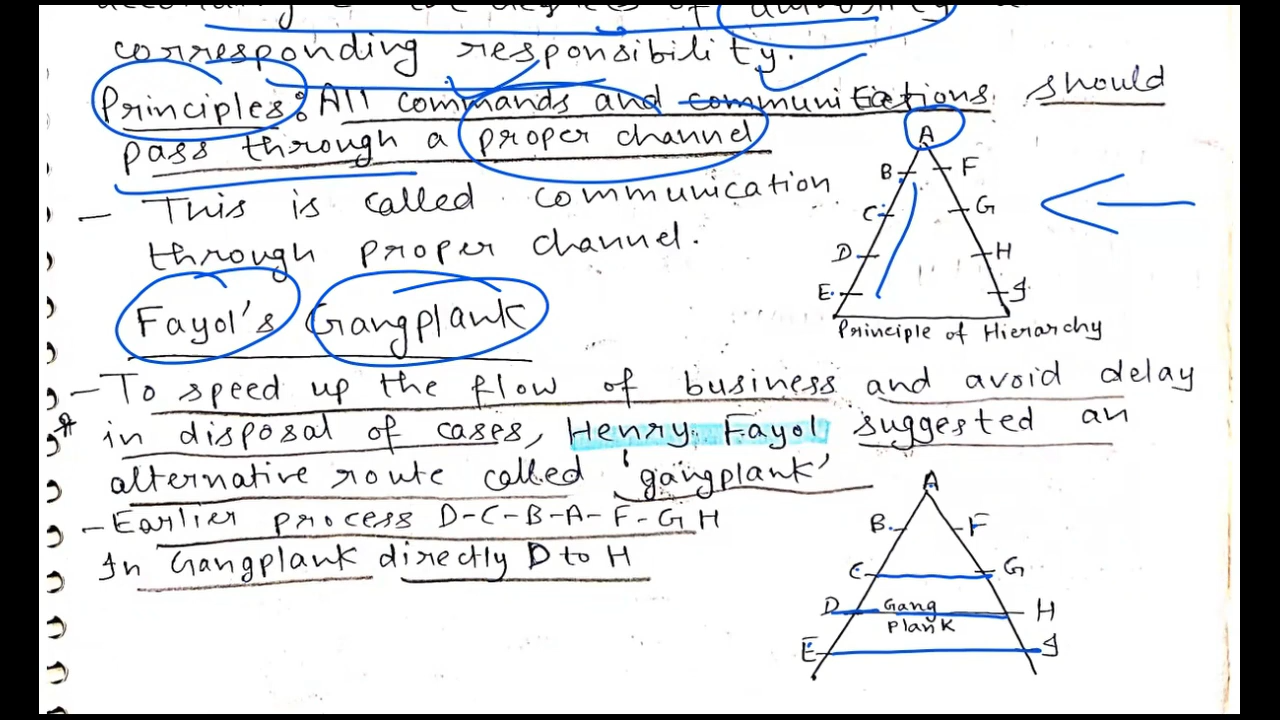 corresponding responsibility.
Principles: All commands and communications should
pass through a proper channel
A
B F
C G
D H
E I
Principle of Hierarchy
- This is called communication
through proper channel.
Fayol's Gangplank
- To speed up the flow of business and avoid delay
* in disposal of cases, Henry Fayol suggested an
alternative route called 'gangplank'
- Earlier process D-C-B-A-F-G H
In Gangplank directly D to H
A
B F
C G
D Gang H
Plank
E I